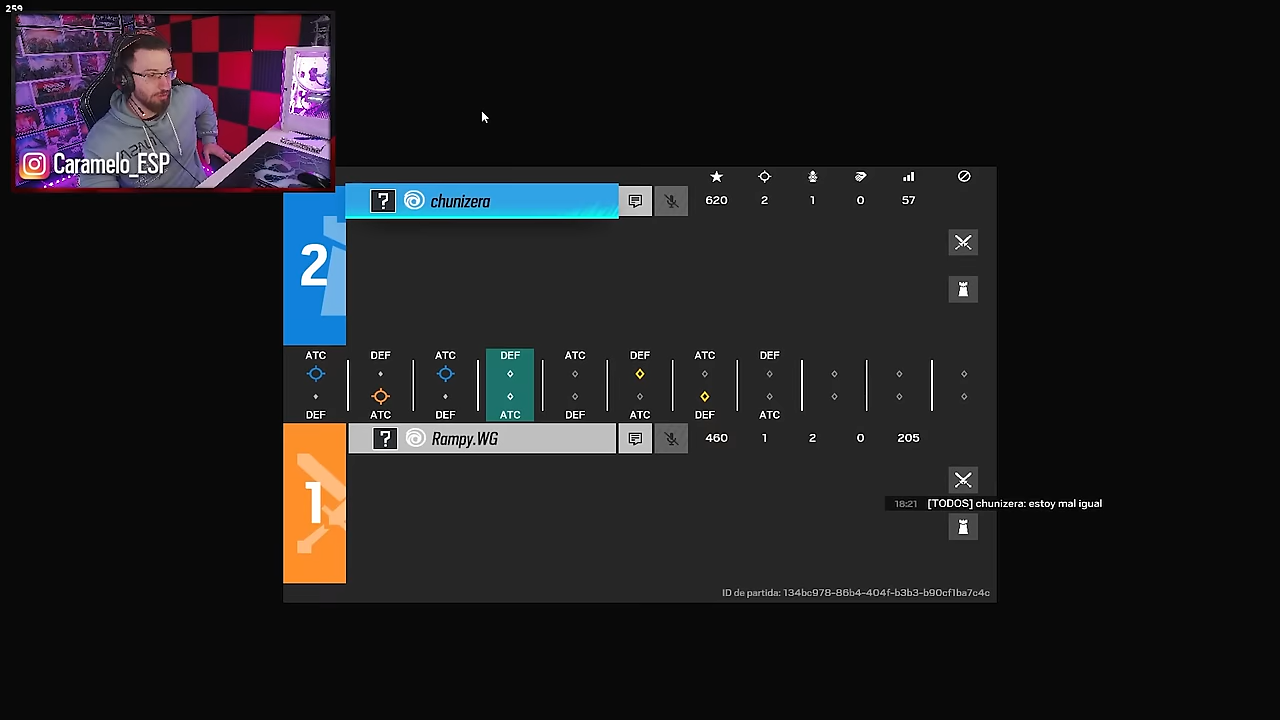 259
Caramelo_ESP
chunizera 620 2 1 0 57
2
ATC DEF ATC DEF ATC DEF ATC DEF
DEF ATC DEF ATC DEF ATC DEF ATC
Rampy.WG 460 1 2 0 205
1
18:21 [TODOS] chunizera: estoy mal igual
ID de partida: 134bc978-86b4-404f-b3b3-b90cf1ba7c4c